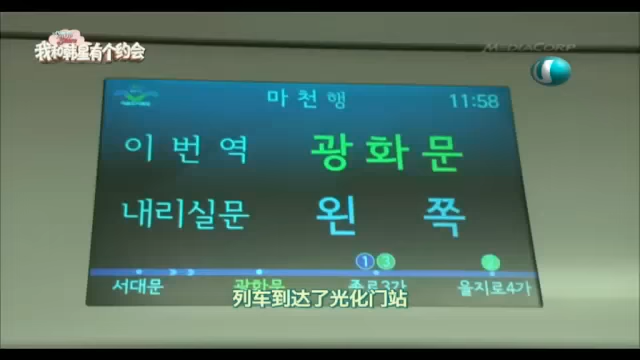 我和韩星有个约会
MEDIACORP
마천행 11:58
이번역 광화문
내리실문 왼쪽
1 3
서대문 광화문 종로3가 을지로4가
列车到达了光化门站